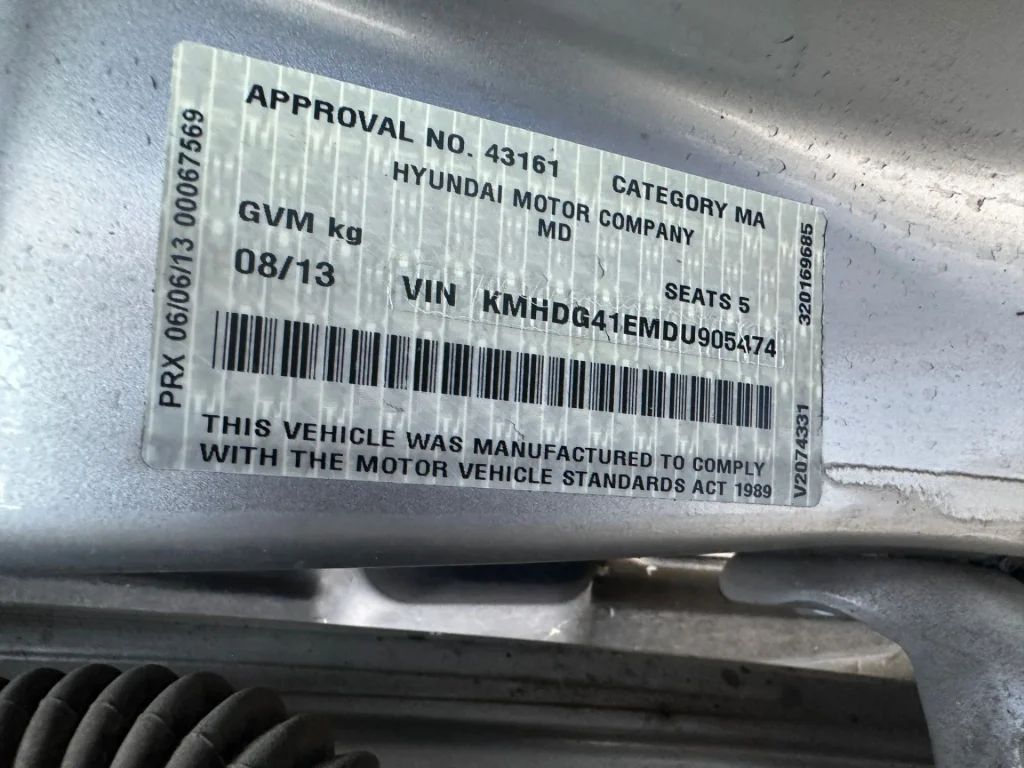 APPROVAL NO. 43161
CATEGORY MA
HYUNDAI MOTOR COMPANY
MD
GVM kg
08/13
SEATS 5
VIN KMHDG41EMDU905474
THIS VEHICLE WAS MANUFACTURED TO COMPLY
WITH THE MOTOR VEHICLE STANDARDS ACT 1989
PRX 06/06/13 00067569
320169685
V2074331